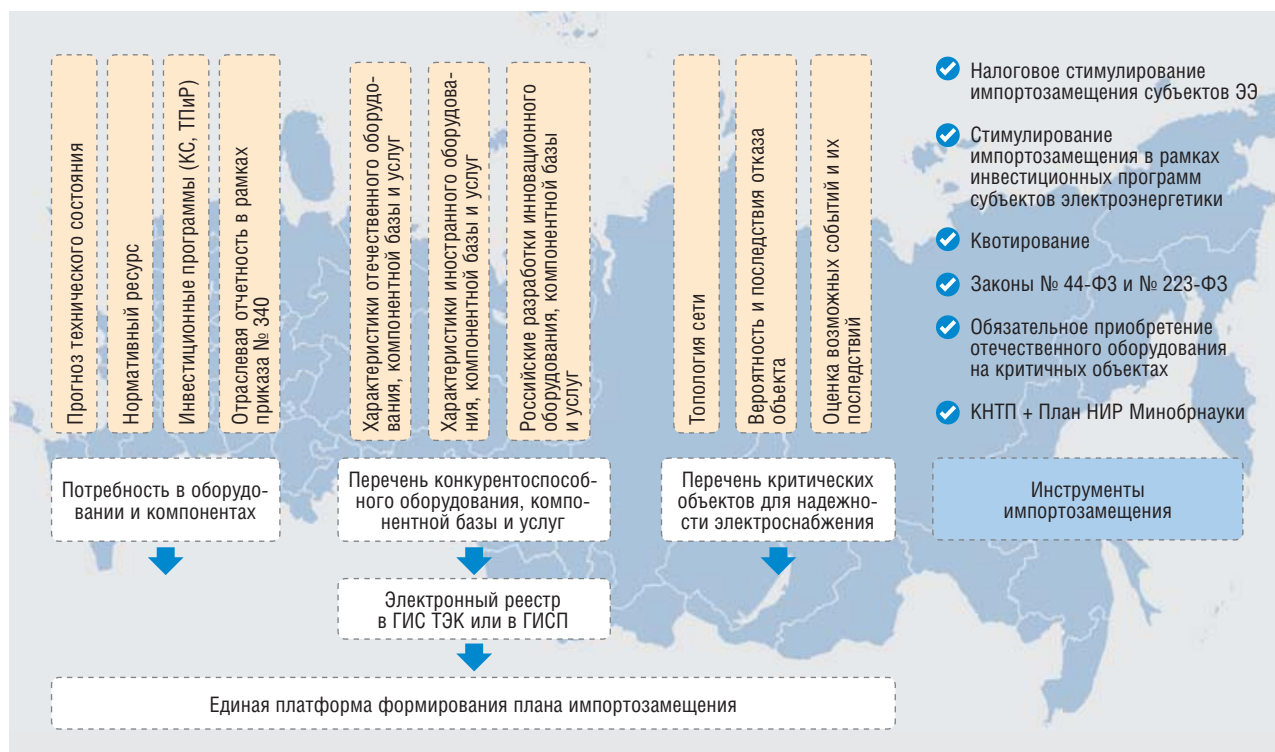 Прогноз технического состояния
Нормативный ресурс
Инвестиционные программы (КС, ТПиР)
Отраслевая отчетность в рамках
приказа № 340
Характеристики отечественного оборудо-
вания, компонентной базы и услуг
Характеристики иностранного оборудова-
ния, компонентной базы и услуг
Российские разработки инновационного
оборудования, компонентной базы
и услуг
Топология сети
Вероятность и последствия отказа
объекта
Оценка возможных событий и их
последствий
Потребность в оборудо-
вании и компонентах
Перечень конкурентоспособ-
ного оборудования, компо-
нентной базы и услуг
Перечень критических
объектов для надежно-
сти электроснабжения
Электронный реестр
в ГИС ТЭК или в ГИСП
Единая платформа формирования плана импортозамещения
Налоговое стимулирование
импортозамещения субъектов ЭЭ
Стимулирование
импортозамещения в рамках
инвестиционных программ
субъектов электроэнергетики
Квотирование
Законы № 44-ФЗ и № 223-ФЗ
Обязательное приобретение
отечественного оборудования
на критичных объектах
КНТП + План НИР Минобрнауки
Инструменты
импортозамещения